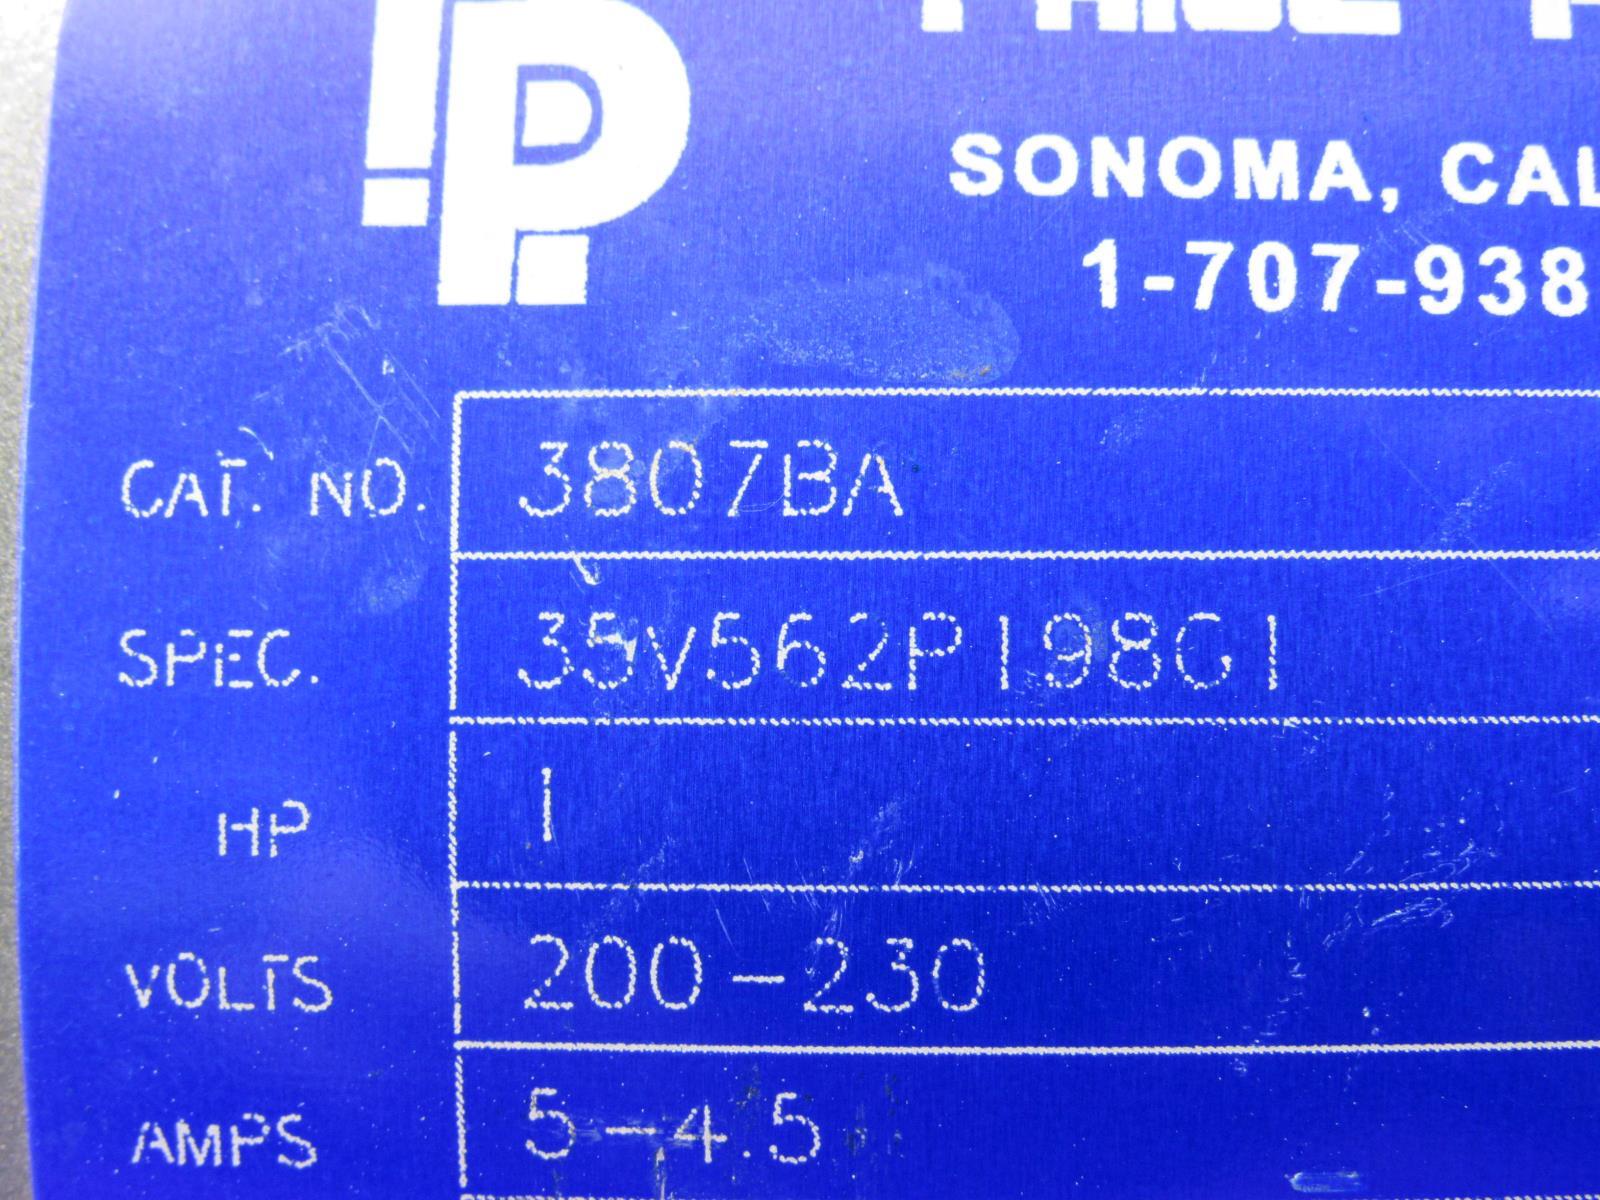 PRICE P
SONOMA, CAL
1-707-938
CAT. NO. 3807BA
SPEC. 35V562P198G1
HP 1
VOLTS 200-230
AMPS 5-4.5